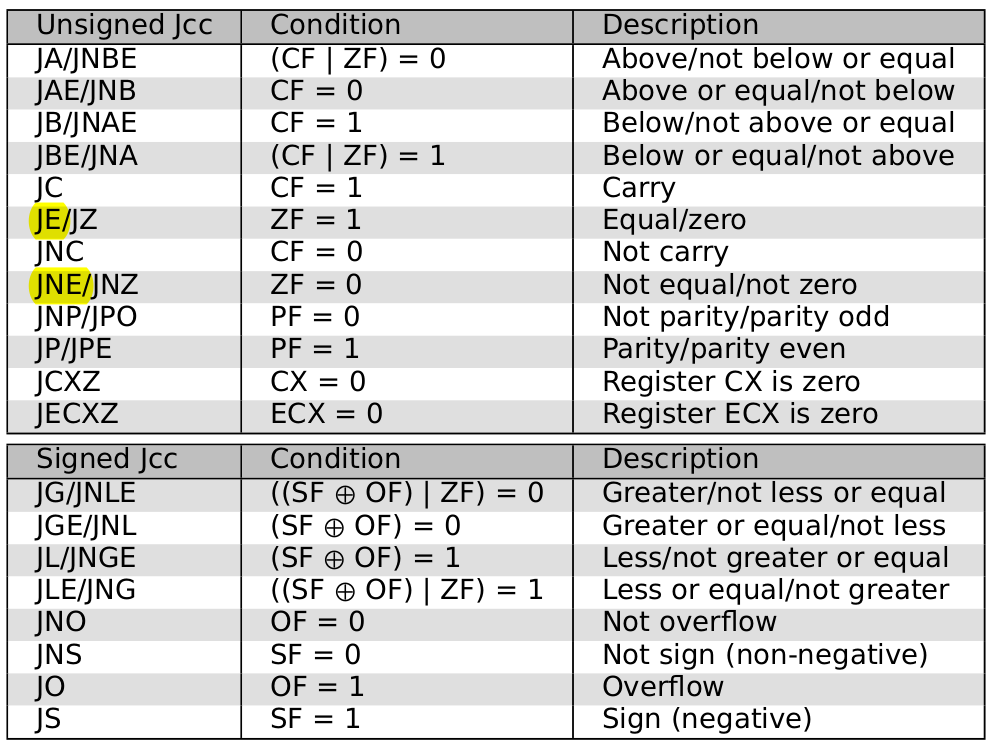 Unsigned Jcc Condition Description
JA/JNBE (CF | ZF) = 0 Above/not below or equal
JAE/JNB CF = 0 Above or equal/not below
JB/JNAE CF = 1 Below/not above or equal
JBE/JNA (CF | ZF) = 1 Below or equal/not above
JC CF = 1 Carry
JE/JZ ZF = 1 Equal/zero
JNC CF = 0 Not carry
JNE/JNZ ZF = 0 Not equal/not zero
JNP/JPO PF = 0 Not parity/parity odd
JP/JPE PF = 1 Parity/parity even
JCXZ CX = 0 Register CX is zero
JECXZ ECX = 0 Register ECX is zero
Signed Jcc Condition Description
JG/JNLE ((SF ⊕ OF) | ZF) = 0 Greater/not less or equal
JGE/JNL (SF ⊕ OF) = 0 Greater or equal/not less
JL/JNGE (SF ⊕ OF) = 1 Less/not greater or equal
JLE/JNG ((SF ⊕ OF) | ZF) = 1 Less or equal/not greater
JNO OF = 0 Not overflow
JNS SF = 0 Not sign (non-negative)
JO OF = 1 Overflow
JS SF = 1 Sign (negative)